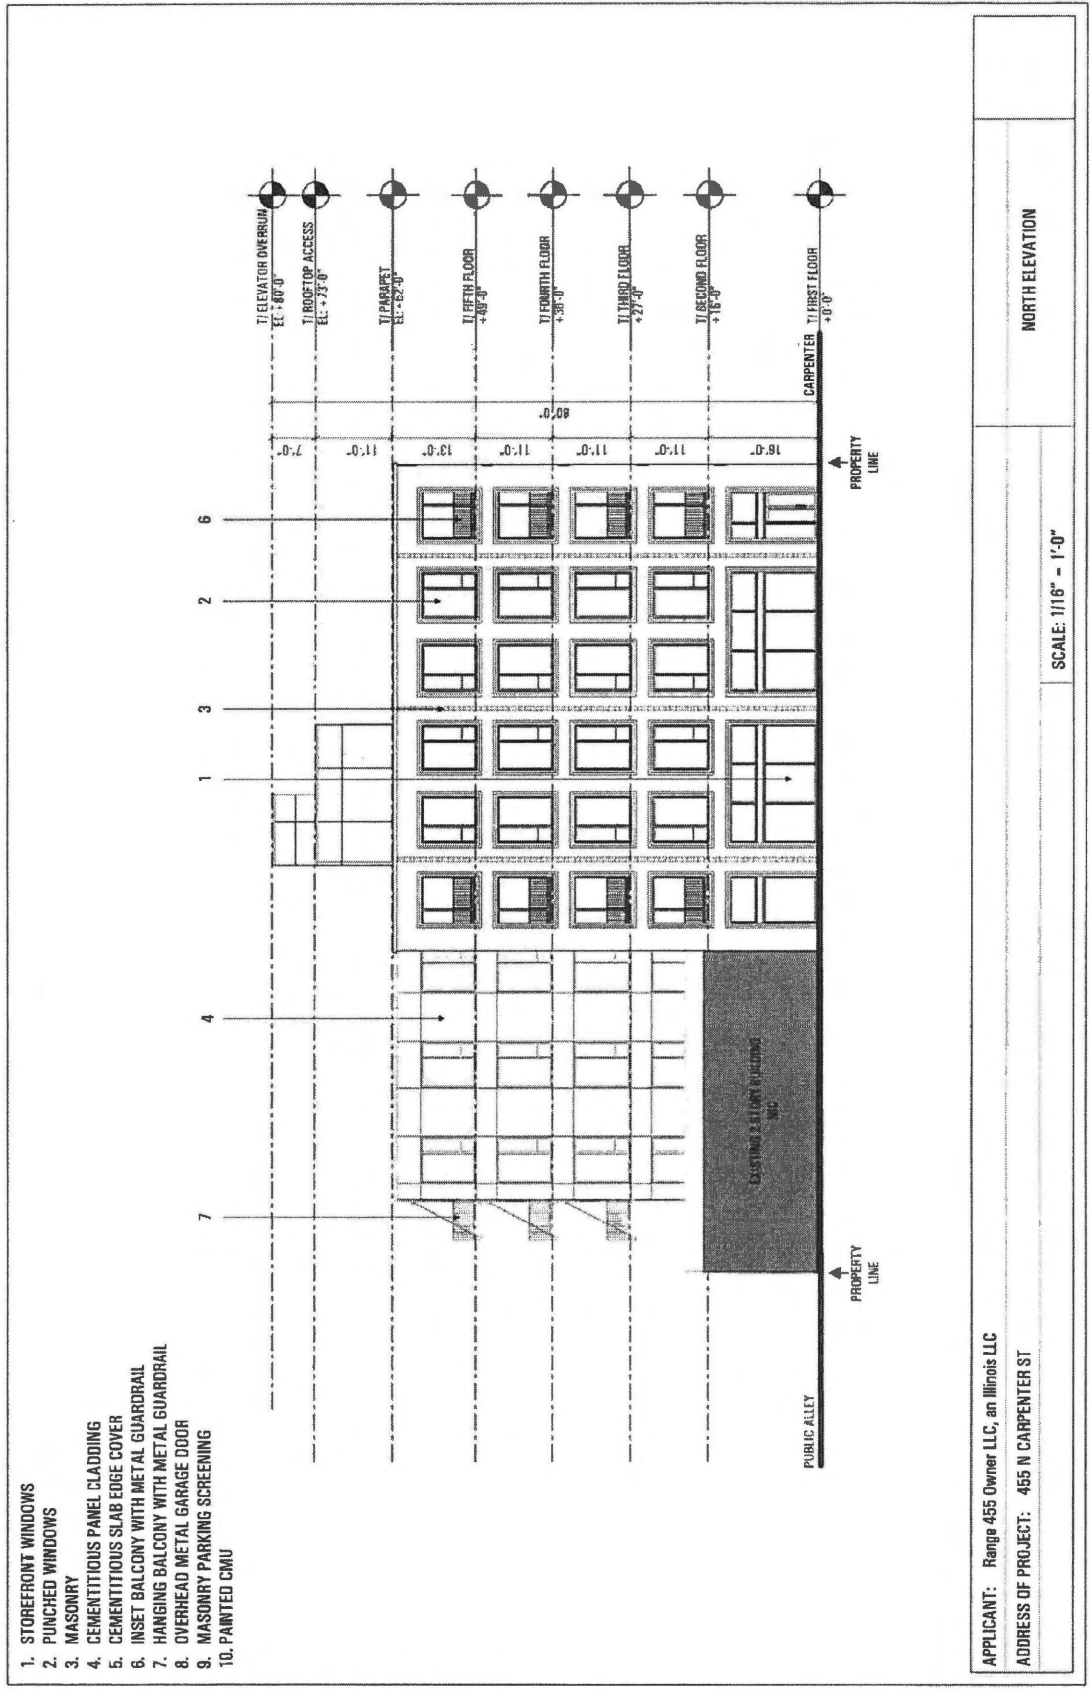 1. STOREFRONT WINDOWS
2. PUNCHED WINDOWS
3. MASONRY
4. CEMENTITIOUS PANEL CLADDING
5. CEMENTITIOUS SLAB EDGE COVER
6. INSET BALCONY WITH METAL GUARDRAIL
7. HANGING BALCONY WITH METAL GUARDRAIL
8. OVERHEAD METAL GARAGE DOOR
9. MASONRY PARKING SCREENING
10. PAINTED CMU
7
4
1
3
2
6
T/ ELEVATOR OVERRUN
EL: +80'-0"
T/ ROOFTOP ACCESS
EL: +73'-0"
T/ PARAPET
EL: +62'-0"
T/ FIFTH FLOOR
+49'-0"
T/ FOURTH FLOOR
+38'-0"
T/ THIRD FLOOR
+27'-0"
T/ SECOND FLOOR
+16'-0"
T/ FIRST FLOOR
+0'-0"
7'-0"
11'-0"
13'-0"
11'-0"
11'-0"
11'-0"
16'-0"
80'-0"
EXISTING 2 STORY BUILDING
NIC
PUBLIC ALLEY
CARPENTER
PROPERTY
LINE
PROPERTY
LINE
APPLICANT: Range 455 Owner LLC, an Illinois LLC
ADDRESS OF PROJECT: 455 N CARPENTER ST
NORTH ELEVATION
SCALE: 1/16" = 1'-0"